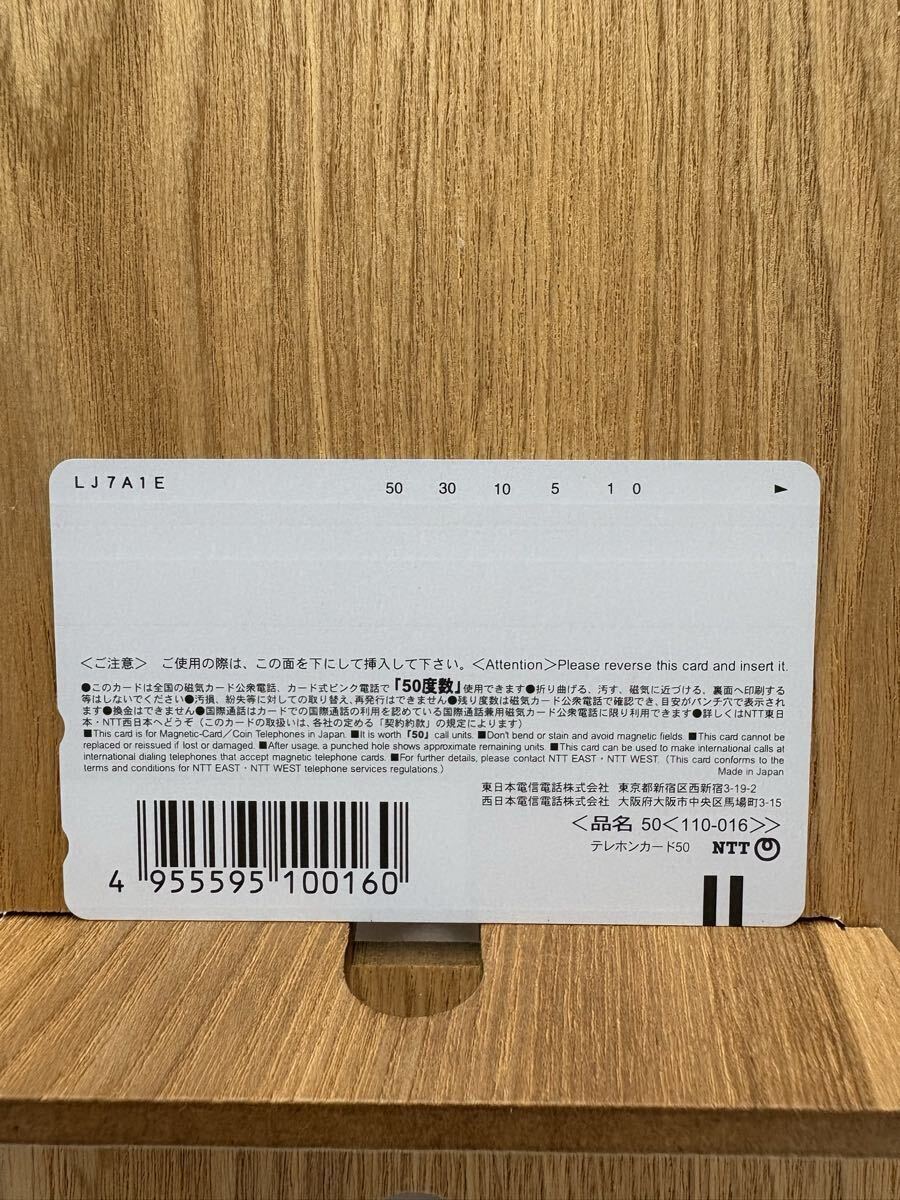 LJ7A1E
50 30 10 5 1 0 ►
＜ご注意＞ ご使用の際は、この面を下にして挿入して下さい。＜Attention＞Please reverse this card and insert it.
●このカードは全国の磁気カード公衆電話、カード式ピンク電話で「50度数」使用できます●折り曲げる、汚す、磁気に近づける、裏面へ印刷する
等はしないでください●汚損、紛失等に対しての取り替え、再発行はできません●残り度数は磁気カード公衆電話で確認でき、目安がパンチ穴で表示され
ます●換金はできません●国際通話はカードでの国際通話の利用を認めている国際通話兼用磁気カード公衆電話に限り利用できます●詳しくはNTT東日
本・NTT西日本へどうぞ（このカードの取扱いは、各社の定める「契約約款」の規定によります）
■This card is for Magnetic-Card／Coin Telephones in Japan. ■It is worth「50」call units. ■Don't bend or stain and avoid magnetic fields. ■This card cannot be
replaced or reissued if lost or damaged. ■After usage, a punched hole shows approximate remaining units. ■This card can be used to make international calls at
international dialing telephones that accept magnetic telephone cards. ■For further details, please contact NTT EAST・NTT WEST. (This card conforms to the
terms and conditions for NTT EAST・NTT WEST telephone services regulations.)
Made in Japan
東日本電信電話株式会社 東京都新宿区西新宿3-19-2
西日本電信電話株式会社 大阪府大阪市中央区馬場町3-15
＜品名 50＜110-016＞＞
テレホンカード50 NTT
4 955595 100160